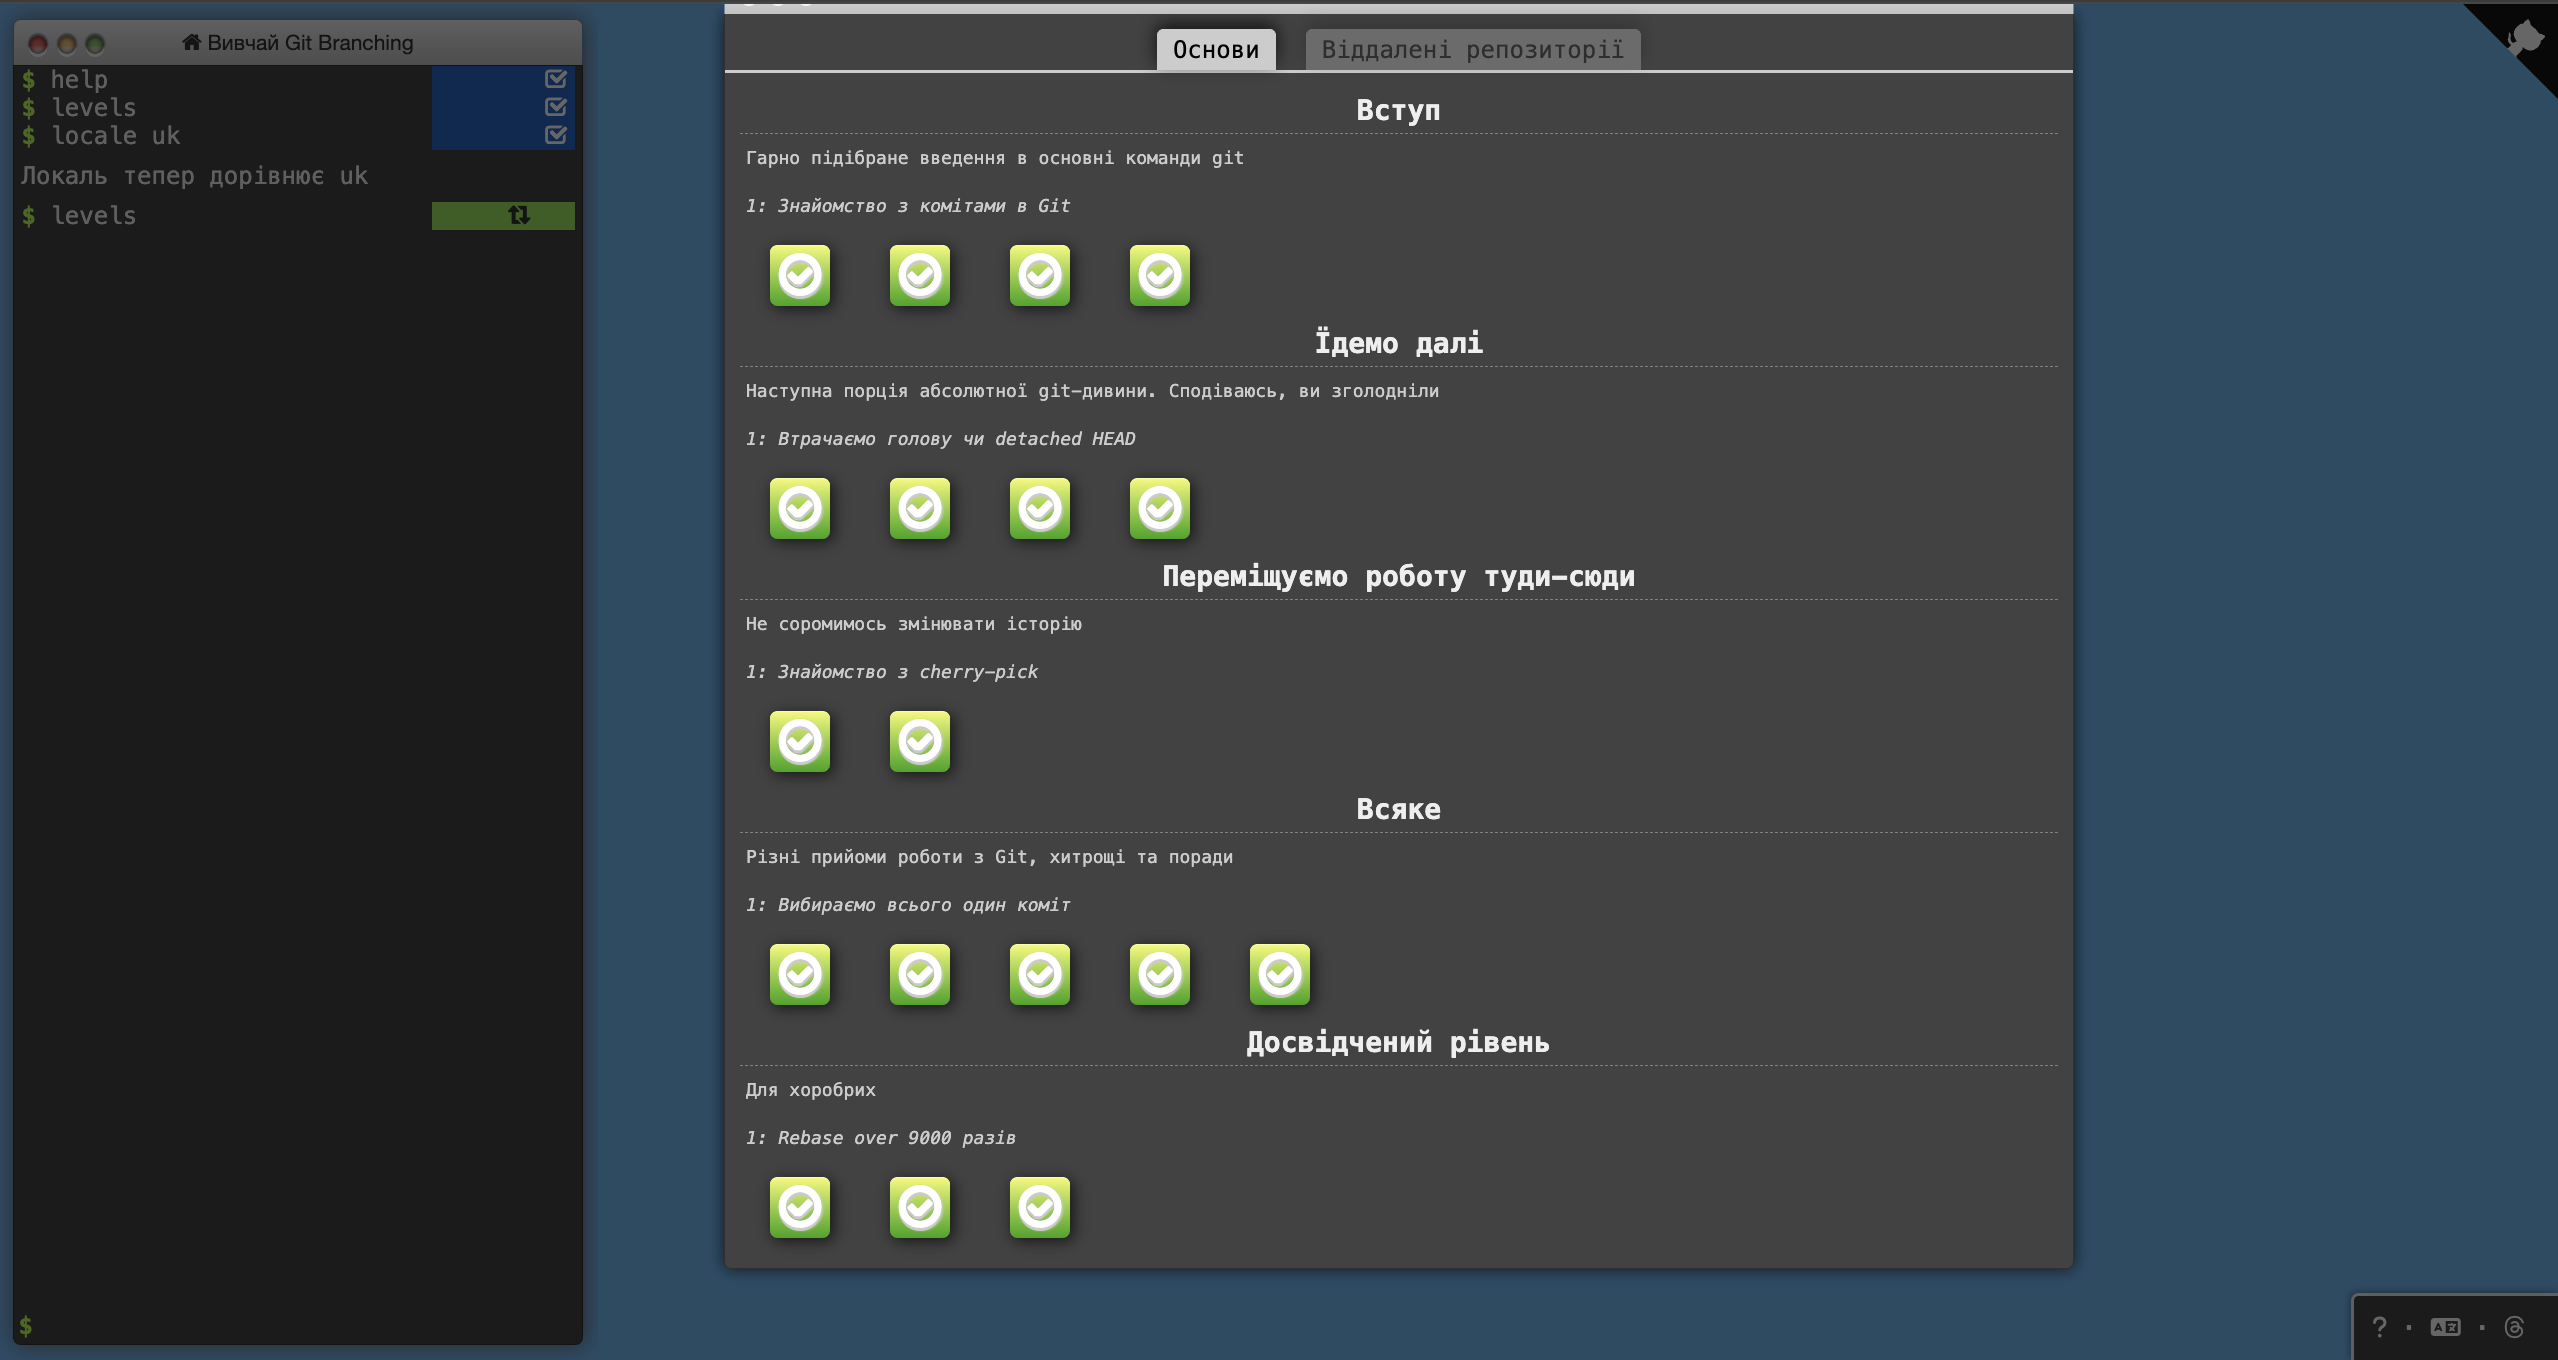 Вивчай Git Branching
$ help
$ levels
$ locale uk
Локаль тепер дорівнює uk
$ levels
$
Основи
Віддалені репозиторії
Вступ
Гарно підібране введення в основні команди git
1: Знайомство з комітами в Git
Їдемо далі
Наступна порція абсолютної git-дивини. Сподіваюсь, ви зголодніли
1: Втрачаємо голову чи detached HEAD
Переміщуємо роботу туди-сюди
Не соромимось змінювати історію
1: Знайомство з cherry-pick
Всяке
Різні прийоми роботи з Git, хитрощі та поради
1: Вибираємо всього один коміт
Досвідчений рівень
Для хоробрих
1: Rebase over 9000 разів
? · ·